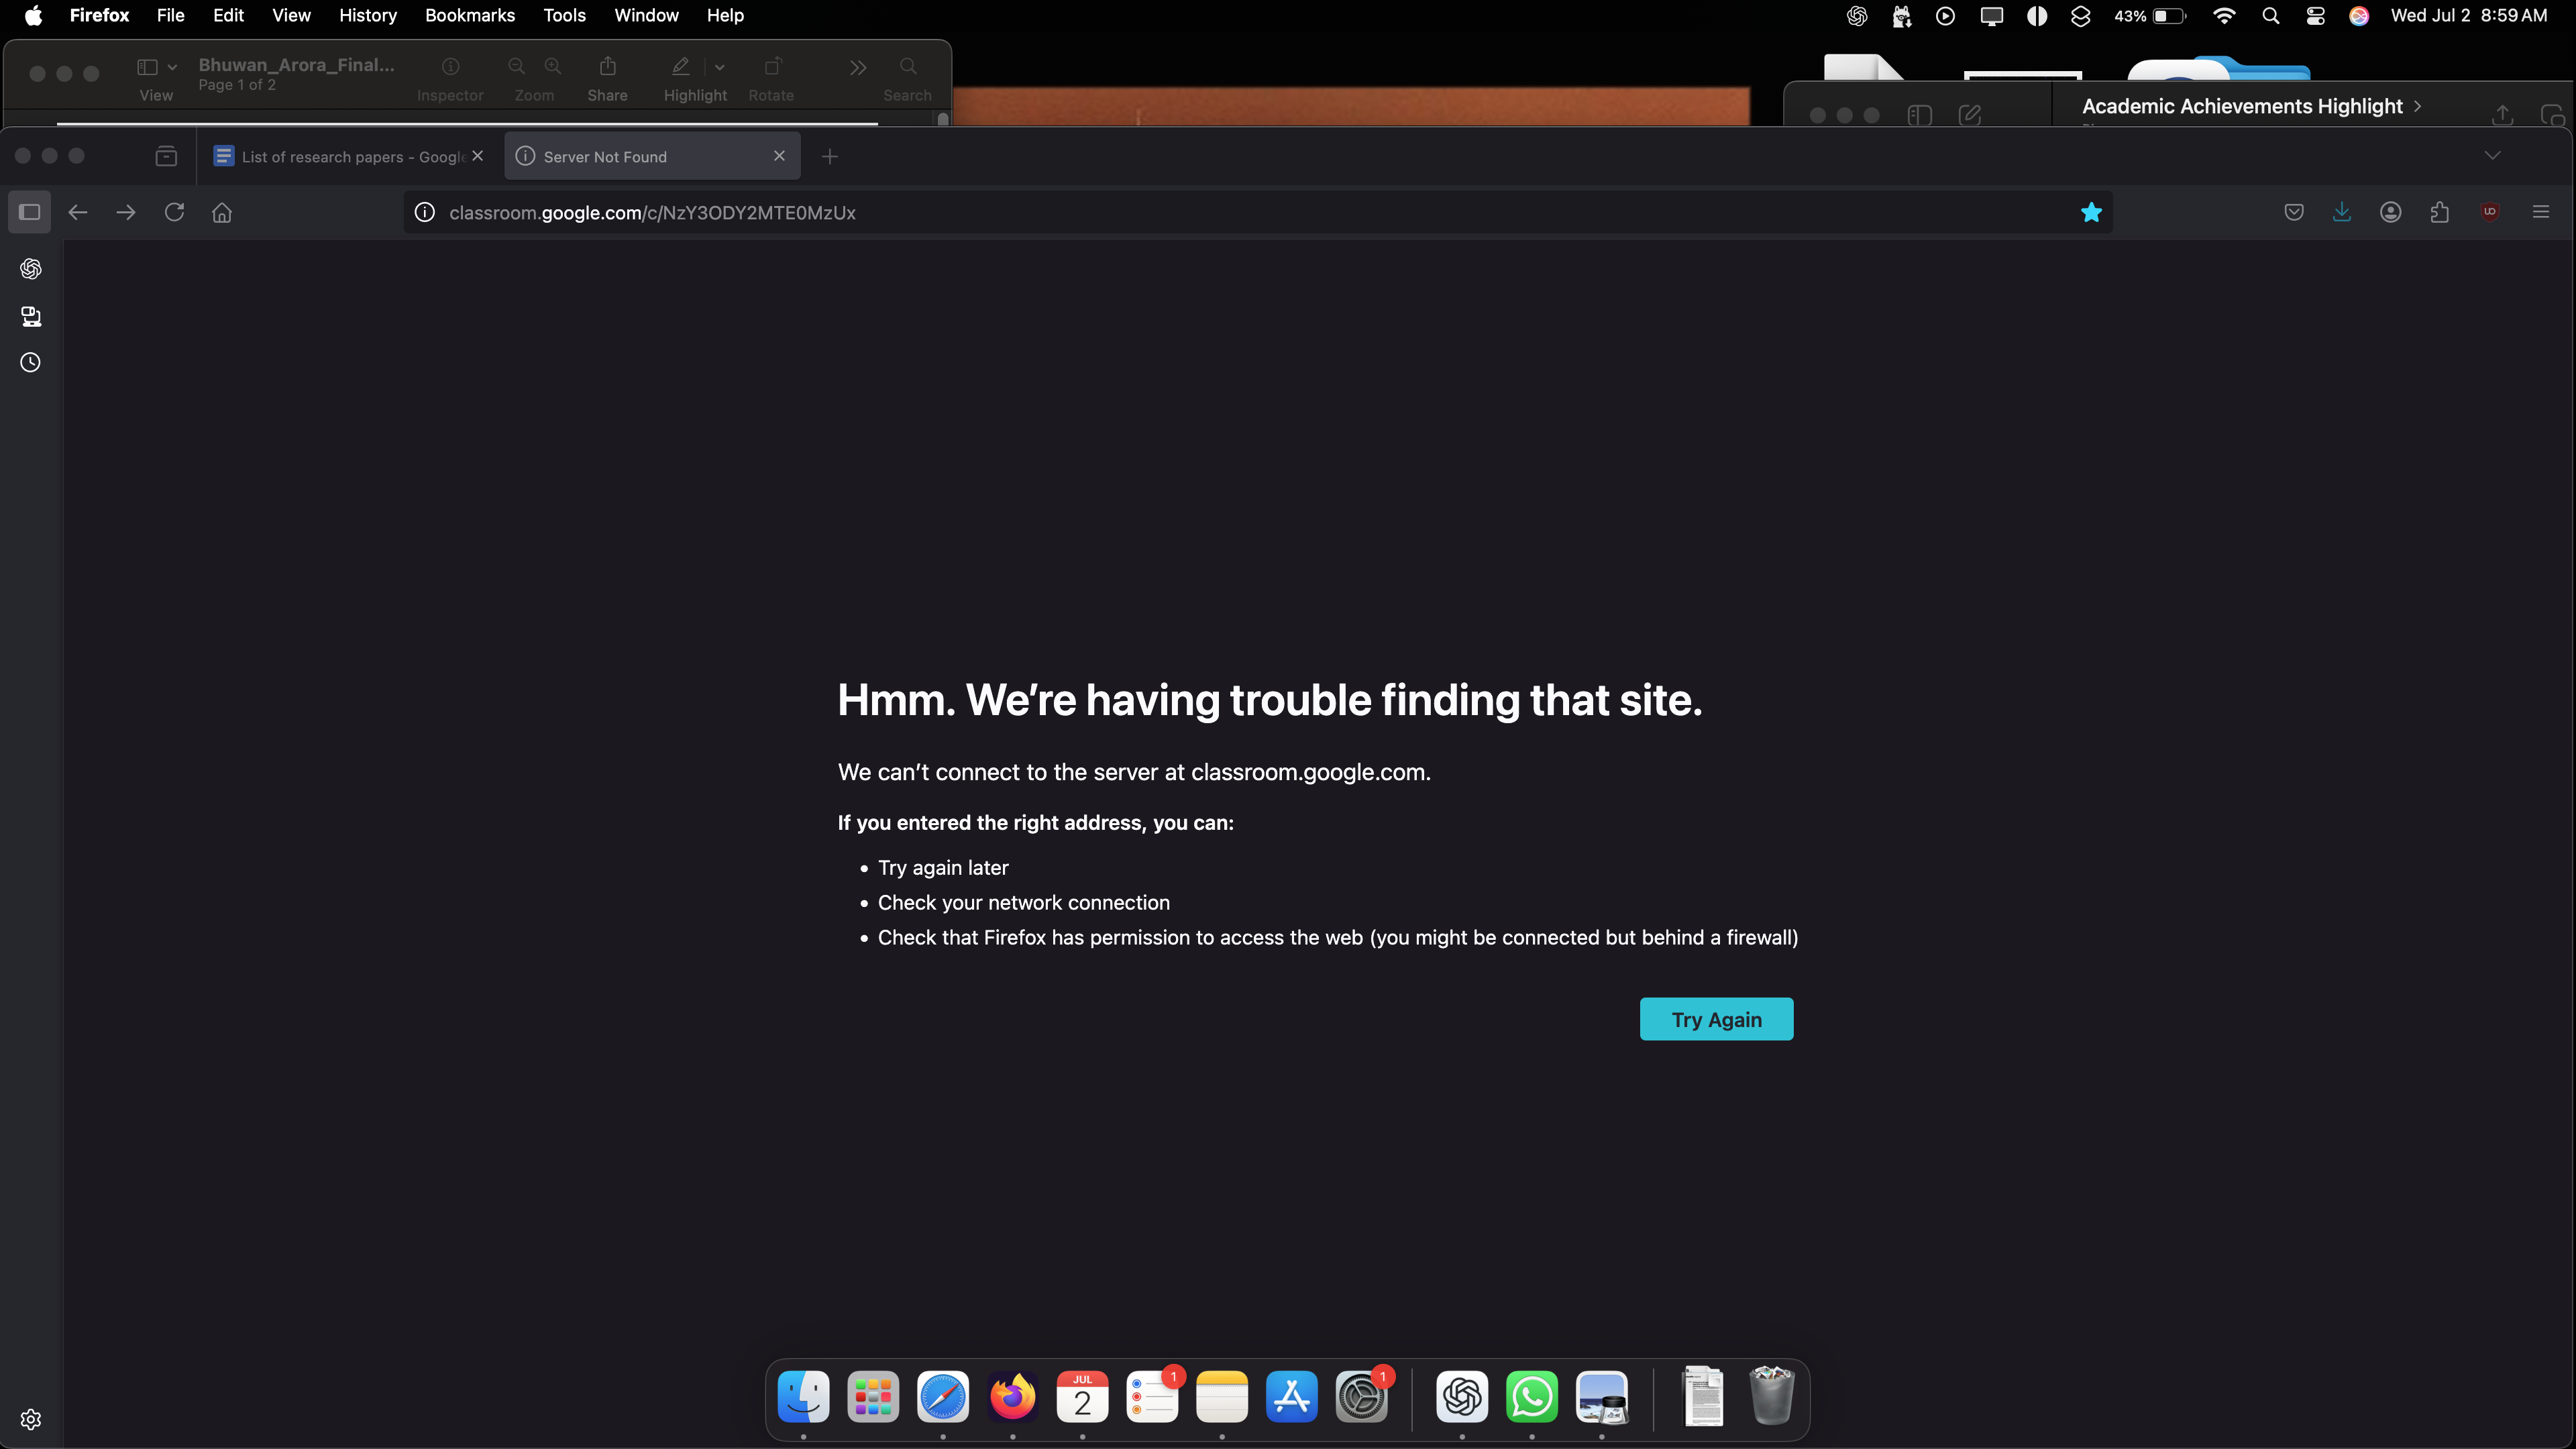 Firefox File Edit View History Bookmarks Tools Window Help 43% Wed Jul 2 8:59 AM
Bhuwan_Arora_Final...
Page 1 of 2
View Inspector Zoom Share Highlight Rotate Search
Academic Achievements Highlight
List of research papers - Google
Server Not Found
classroom.google.com/c/NzY3ODY2MTE0MzUx
Hmm. We're having trouble finding that site.
We can't connect to the server at classroom.google.com.
If you entered the right address, you can:
Try again later
Check your network connection
Check that Firefox has permission to access the web (you might be connected but behind a firewall)
Try Again
JUL
2
1
1